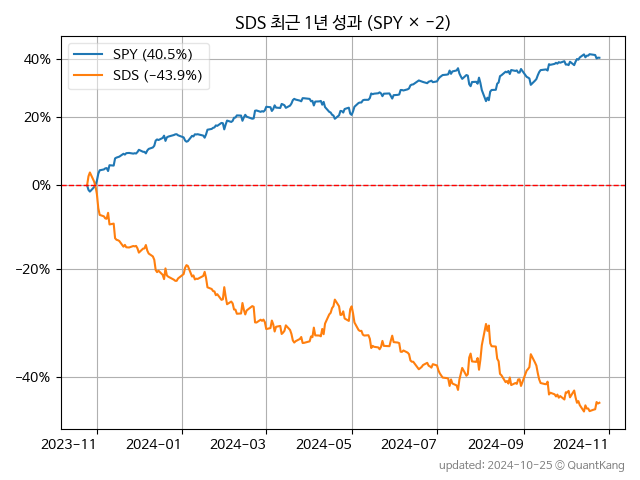 SDS 최근 1년 성과 (SPY × −2)
SPY (40.5%)
SDS (−43.9%)
40%
20%
0%
−20%
−40%
2023−11 2024−01 2024−03 2024−05 2024−07 2024−09 2024−11
updated: 2024-10-25 © QuantKang